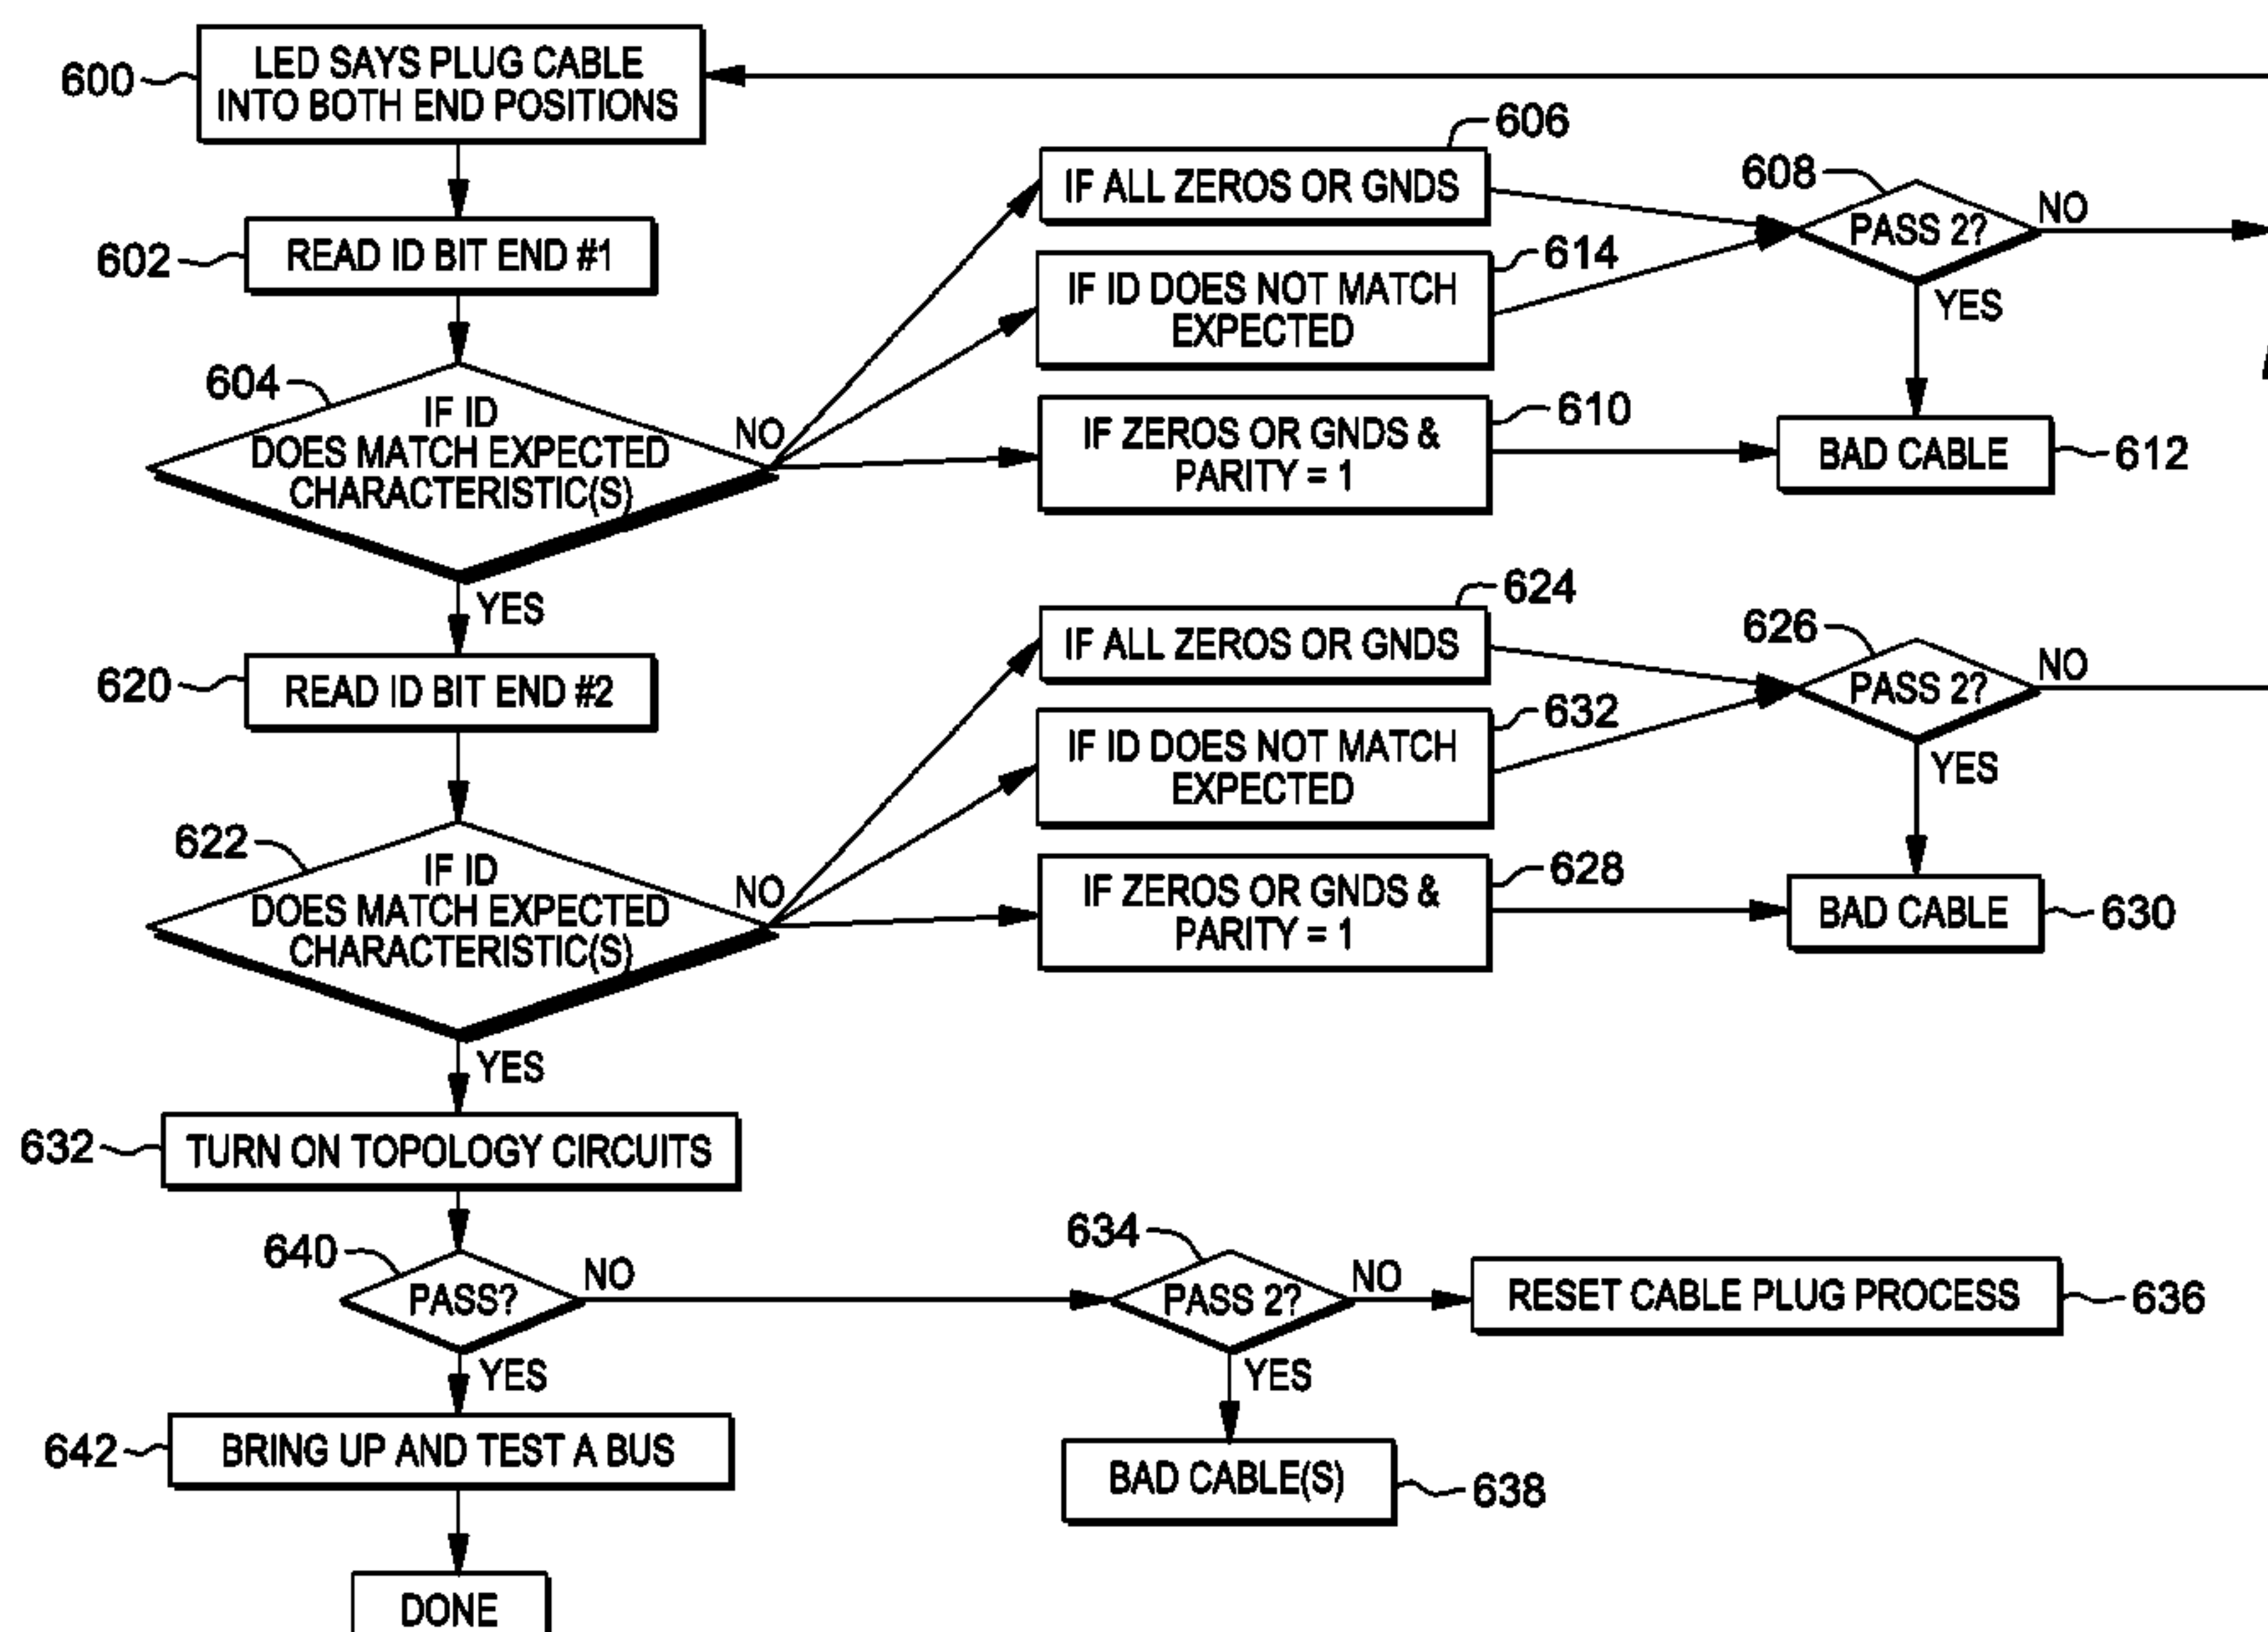 600
LED SAYS PLUG CABLE
INTO BOTH END POSITIONS
602
READ ID BIT END #1
604
IF ID
DOES MATCH EXPECTED
CHARACTERISTIC(S)
NO
YES
606
IF ALL ZEROS OR GNDS
614
IF ID DOES NOT MATCH
EXPECTED
610
IF ZEROS OR GNDS &
PARITY = 1
608
PASS 2?
NO
YES
BAD CABLE
612
620
READ ID BIT END #2
622
IF ID
DOES MATCH EXPECTED
CHARACTERISTIC(S)
NO
YES
624
IF ALL ZEROS OR GNDS
632
IF ID DOES NOT MATCH
EXPECTED
628
IF ZEROS OR GNDS &
PARITY = 1
626
PASS 2?
NO
YES
BAD CABLE
630
632
TURN ON TOPOLOGY CIRCUITS
640
PASS?
NO
YES
634
PASS 2?
NO
YES
RESET CABLE PLUG PROCESS
636
BAD CABLE(S)
638
642
BRING UP AND TEST A BUS
DONE